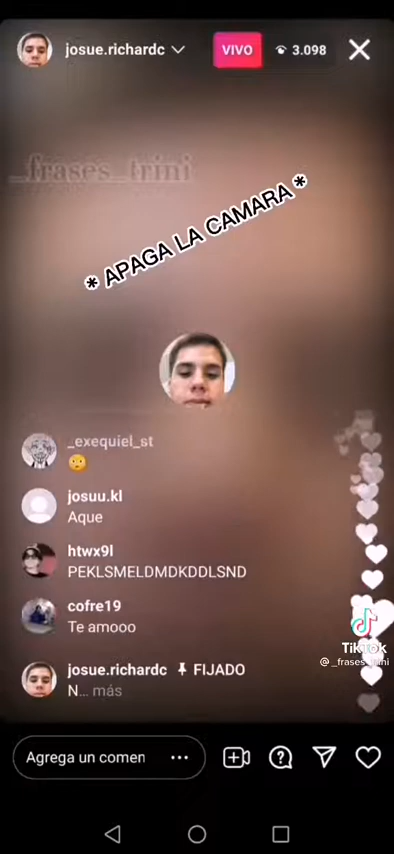 josue.richardc
VIVO
3.098
_frases_trini
* APAGA LA CAMARA *
_exequiel_st
josuu.kl
Aque
htwx9l
PEKLSMELDMDKDDLSND
cofre19
Te amooo
josue.richardc FIJADO
N... más
TikTok
@_frases_trini
Agrega un comen